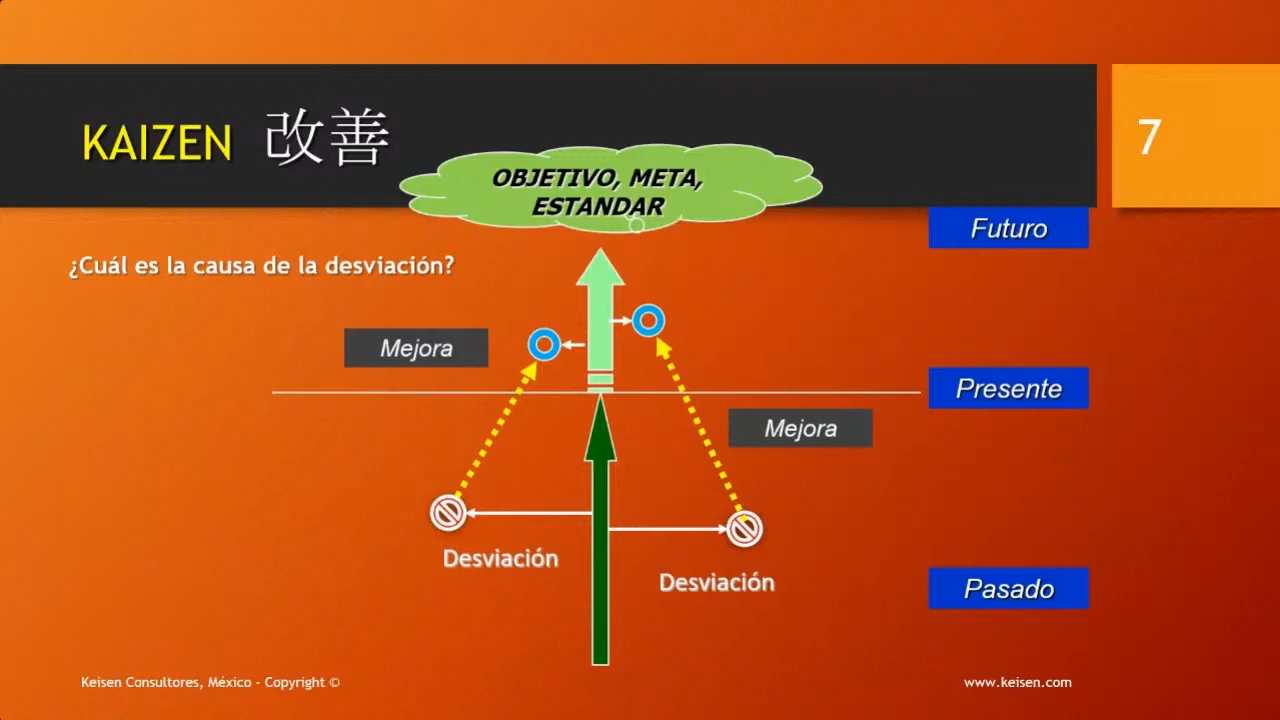 KAIZEN 改善
7
OBJETIVO, META,
ESTANDAR
Futuro
¿Cuál es la causa de la desviación?
Mejora
Presente
Mejora
Desviación
Desviación
Pasado
Keisen Consultores, México - Copyright ©
www.keisen.com